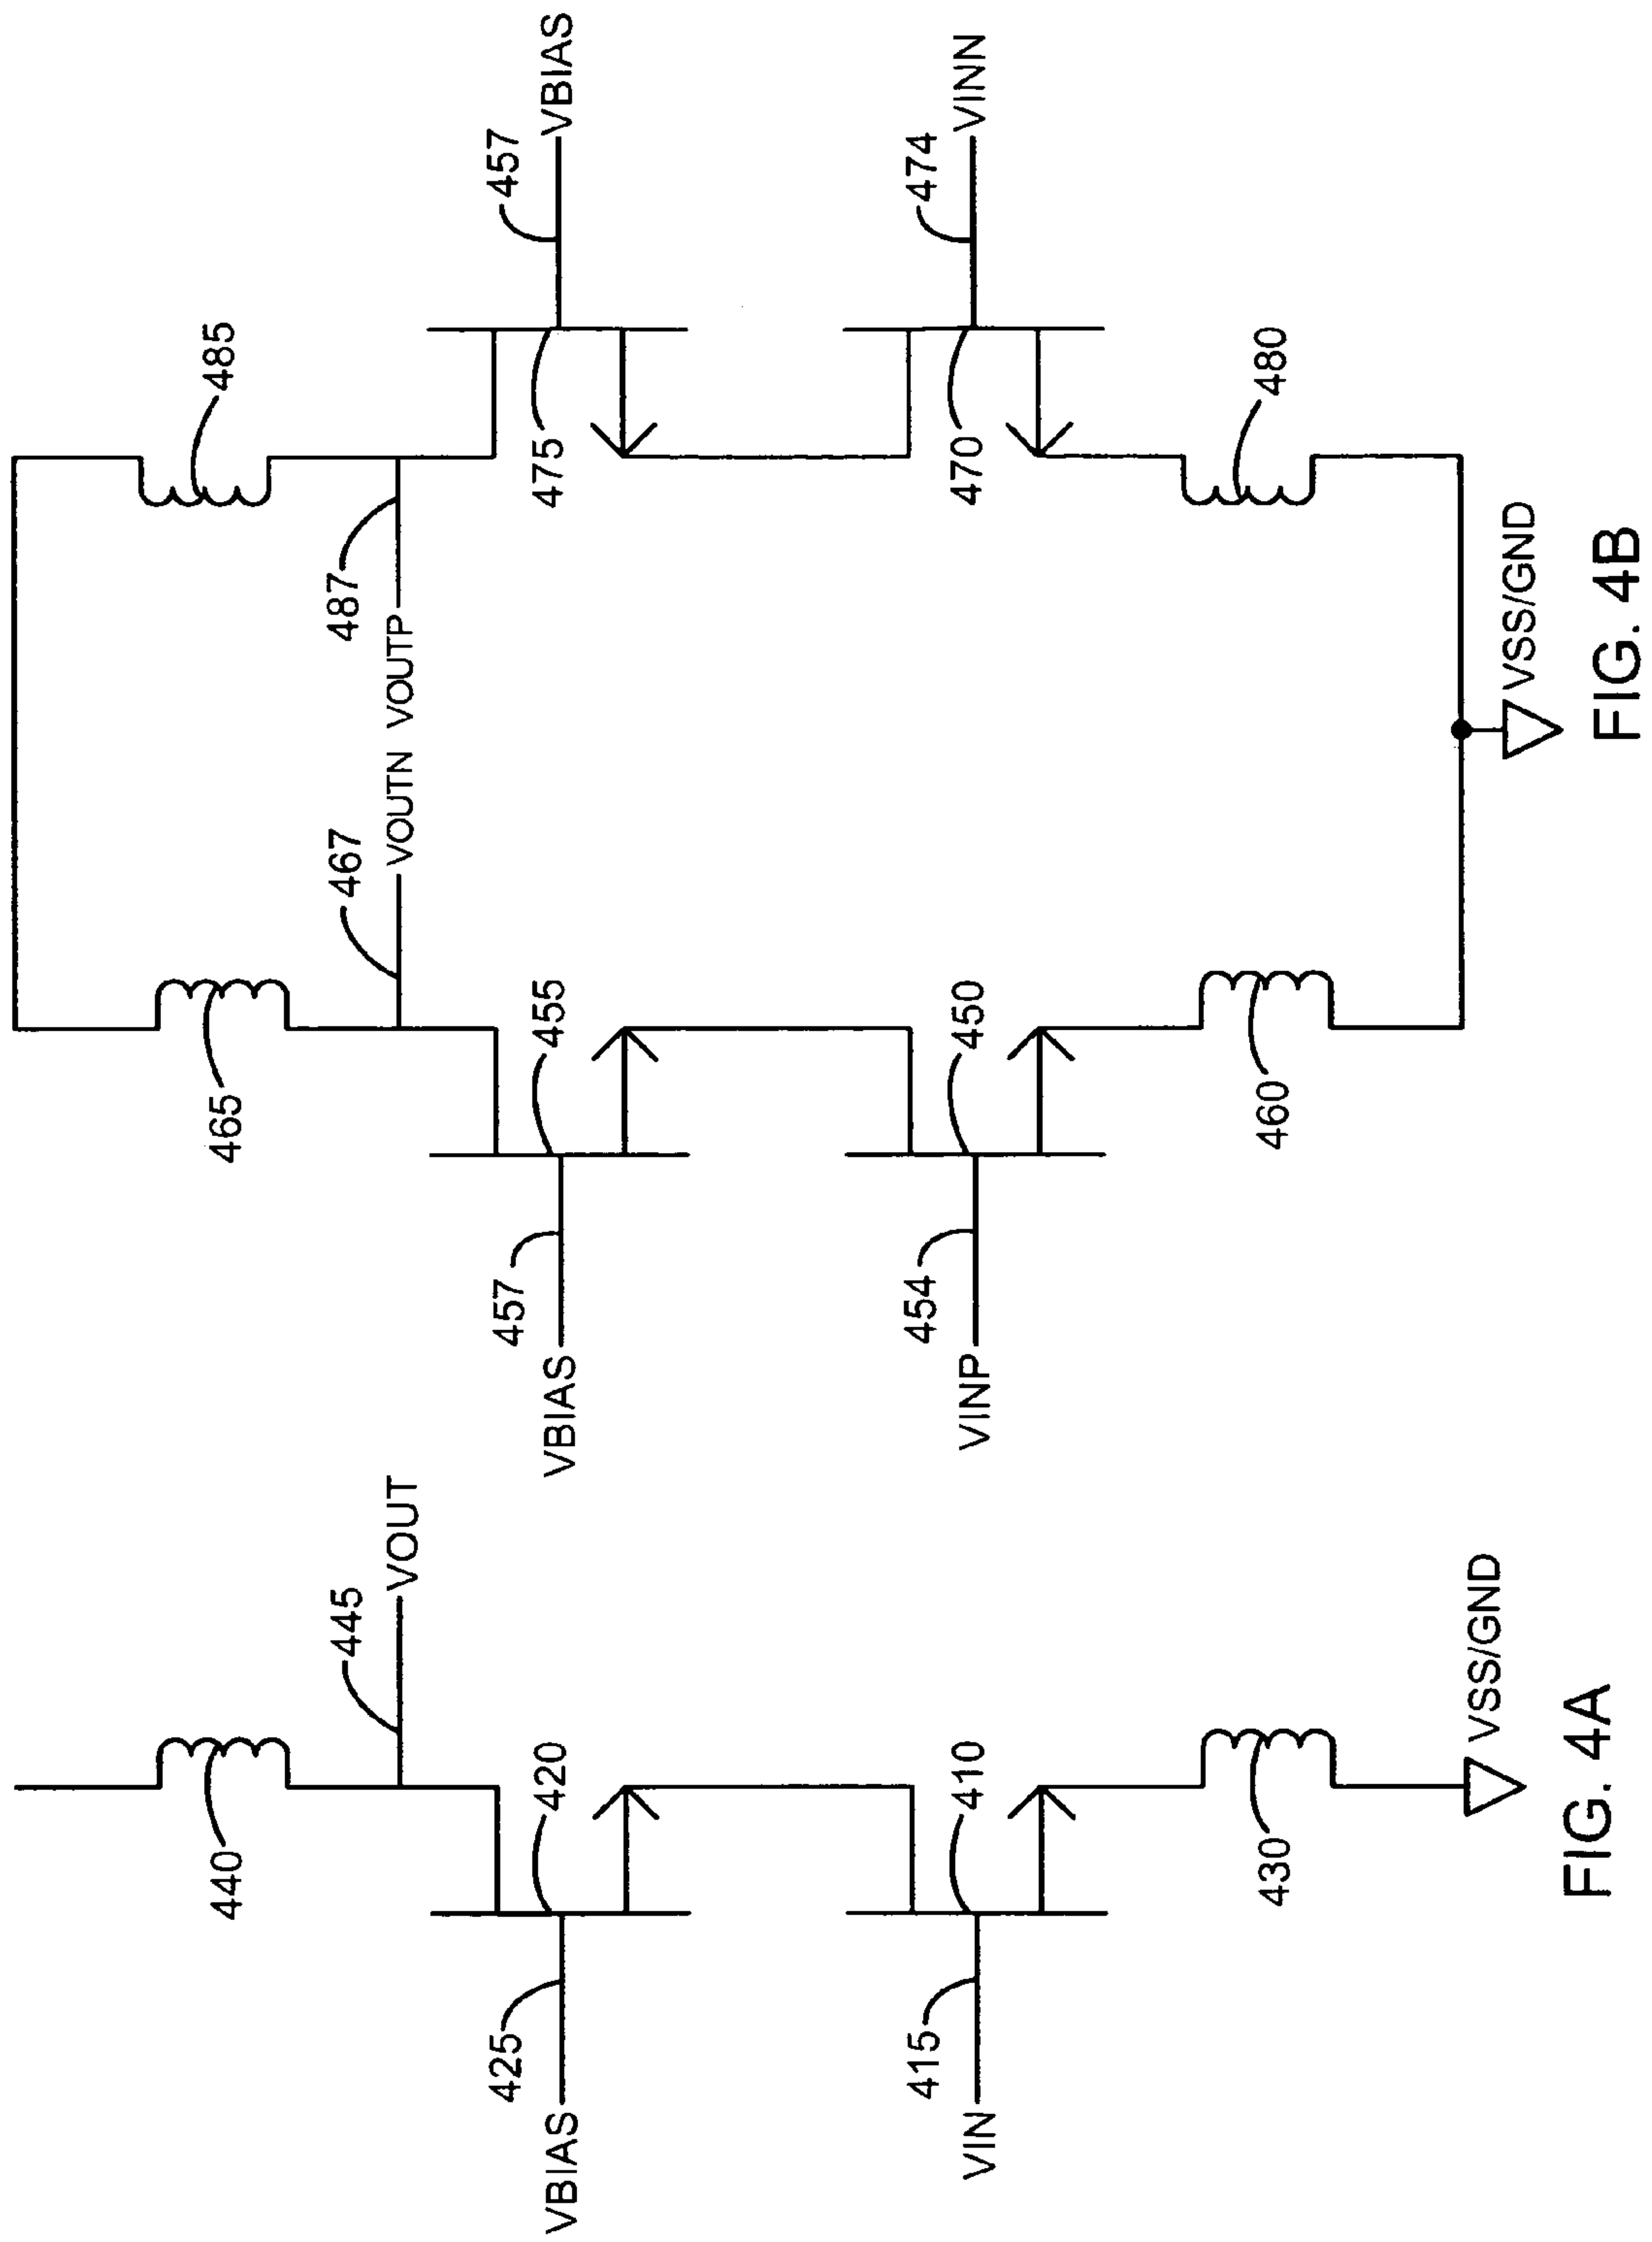 440
445
VOUT
420
425
VBIAS
410
415
VIN
430
VSS/GND
FIG. 4A
465
485
467
487
VOUTN VOUTP
455
457
VBIAS
475
457
VBIAS
450
454
VINP
470
474
VINN
460
480
VSS/GND
FIG. 4B